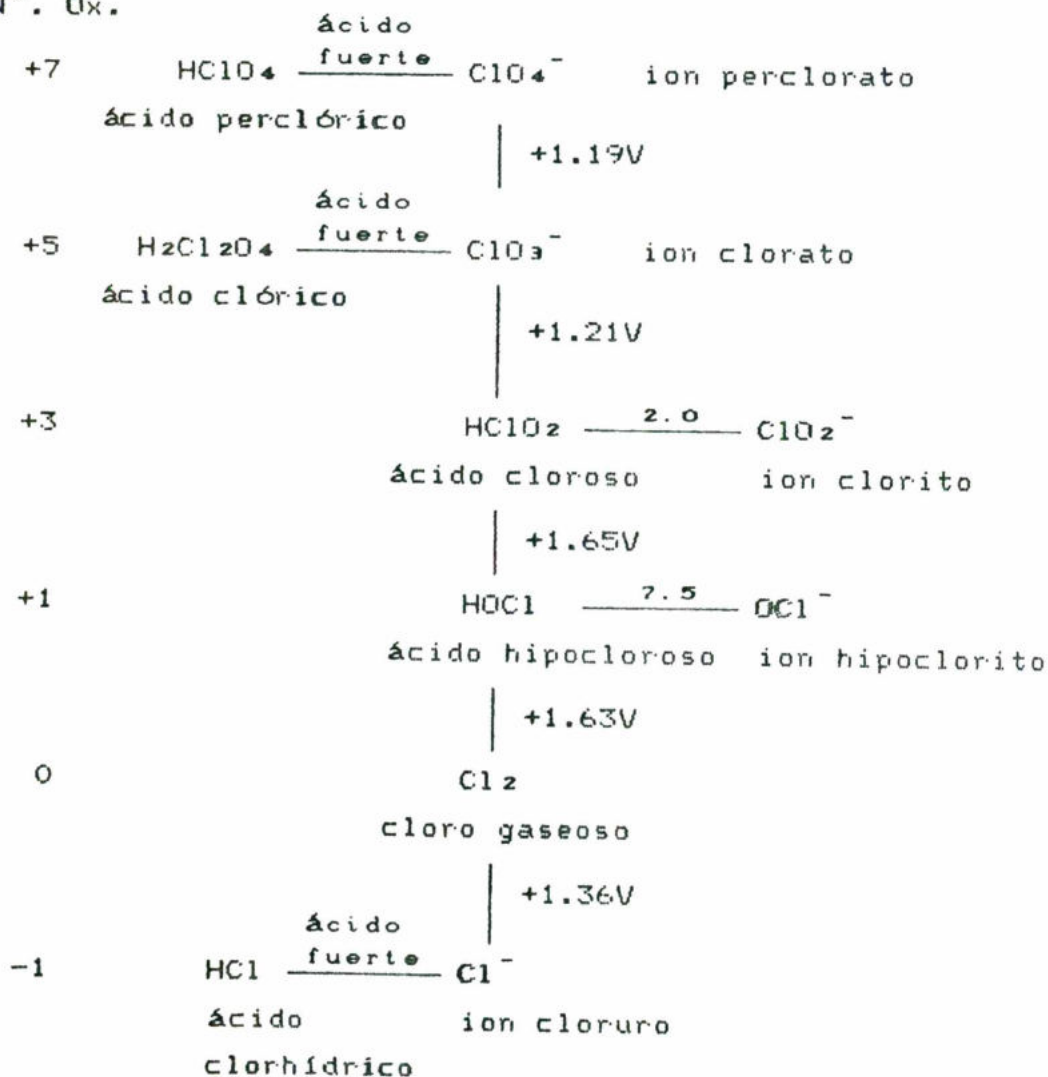 Nº. Ox.
ácido
fuerte
+7 HClO₄ ClO₄⁻ ion perclorato
ácido perclórico
+1.19V
ácido
fuerte
+5 H₂Cl₂O₄ ClO₃⁻ ion clorato
ácido clórico
+1.21V
+3 HClO₂ 2.0 ClO₂⁻
ácido cloroso ion clorito
+1.65V
+1 HOCl 7.5 OCl⁻
ácido hipocloroso ion hipoclorito
+1.63V
0 Cl₂
cloro gaseoso
+1.36V
ácido
fuerte
-1 HCl Cl⁻
ácido ion cloruro
clorhídrico